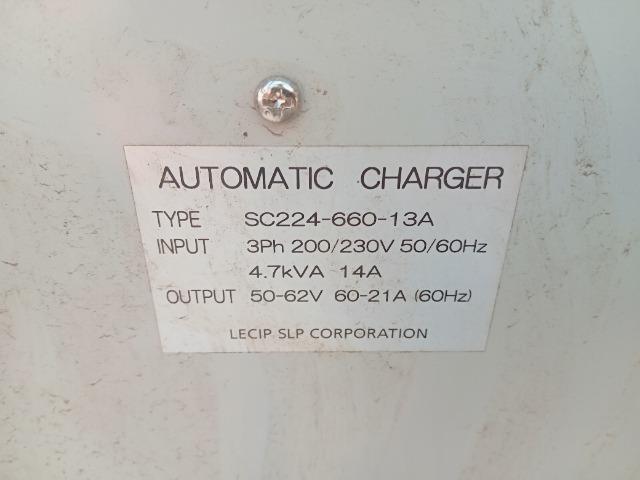 AUTOMATIC CHARGER
TYPE SC224-660-13A
INPUT 3Ph 200/230V 50/60Hz
4.7kVA 14A
OUTPUT 50-62V 60-21A (60Hz)
LECIP SLP CORPORATION